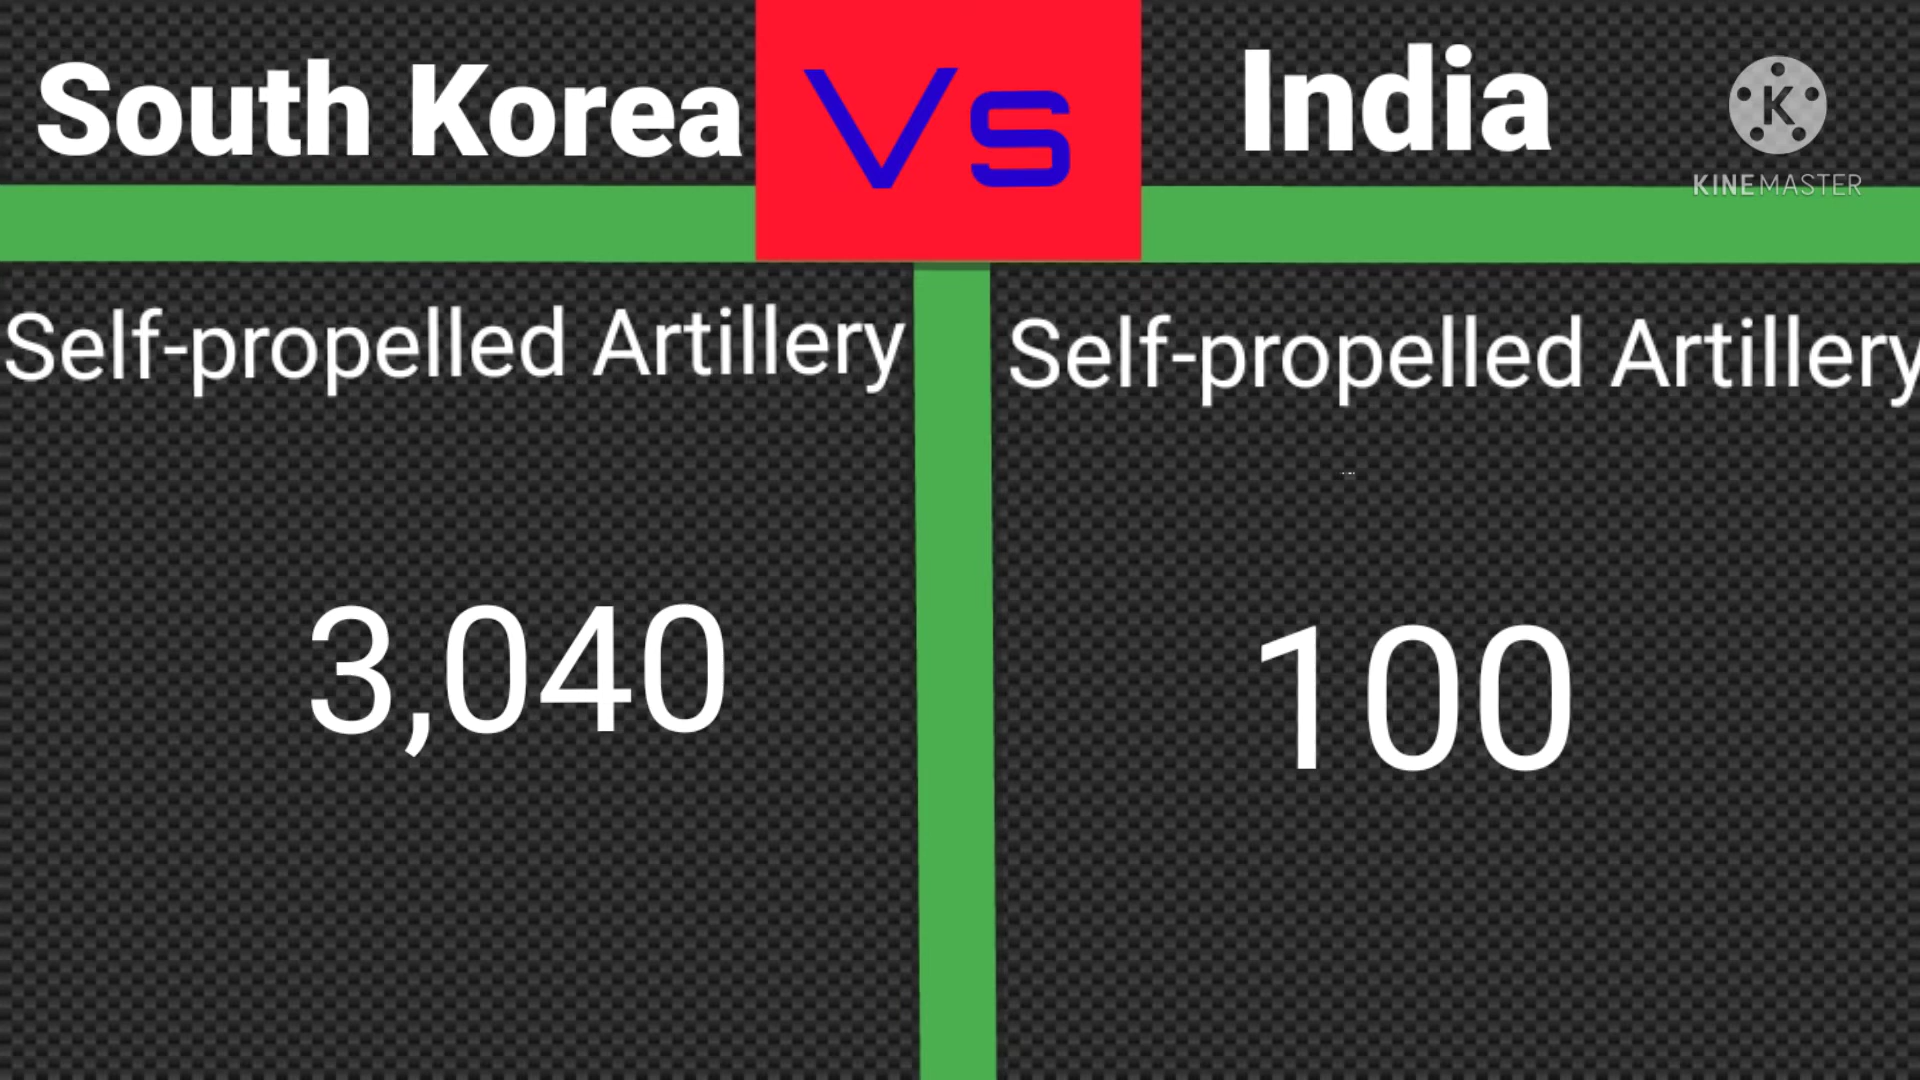 South Korea
Vs
India
K
KINEMASTER
Self-propelled Artillery
Self-propelled Artillery
3,040
100